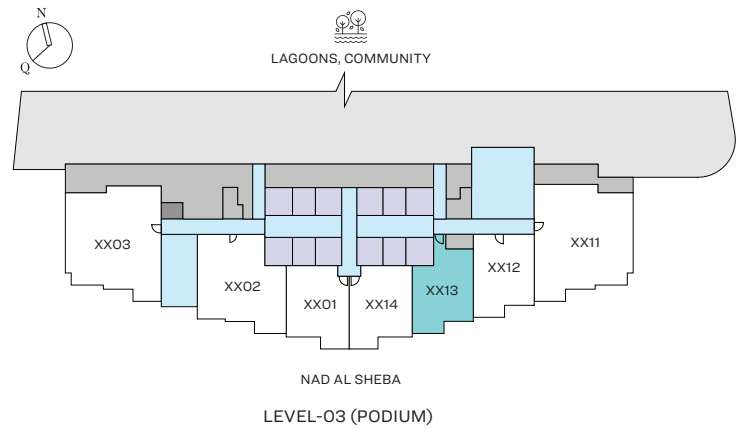 N
Q
LAGOONS, COMMUNITY
XX03
XX11
XX02
XX12
XX01
XX14
XX13
NAD AL SHEBA
LEVEL-03 (PODIUM)